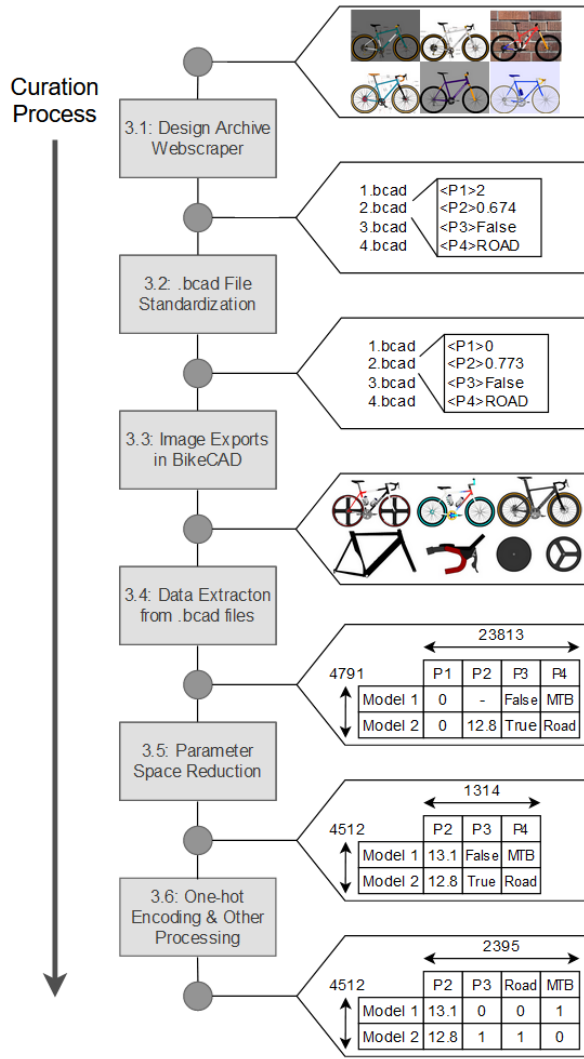 Curation
Process
3.1: Design Archive
Webscraper
1.bcad <P1>2
2.bcad <P2>0.674
3.bcad <P3>False
4.bcad <P4>ROAD
3.2: .bcad File
Standardization
1.bcad <P1>0
2.bcad <P2>0.773
3.bcad <P3>False
4.bcad <P4>ROAD
3.3: Image Exports
in BikeCAD
3.4: Data Extracton
from .bcad files
23813
4791 P1 P2 P3 P4
Model 1 0 - False MTB
Model 2 0 12.8 True Road
3.5: Parameter
Space Reduction
1314
4512 P2 P3 P4
Model 1 13.1 False MTB
Model 2 12.8 True Road
3.6: One-hot
Encoding & Other
Processing
2395
4512 P2 P3 Road MTB
Model 1 13.1 0 0 1
Model 2 12.8 1 1 0